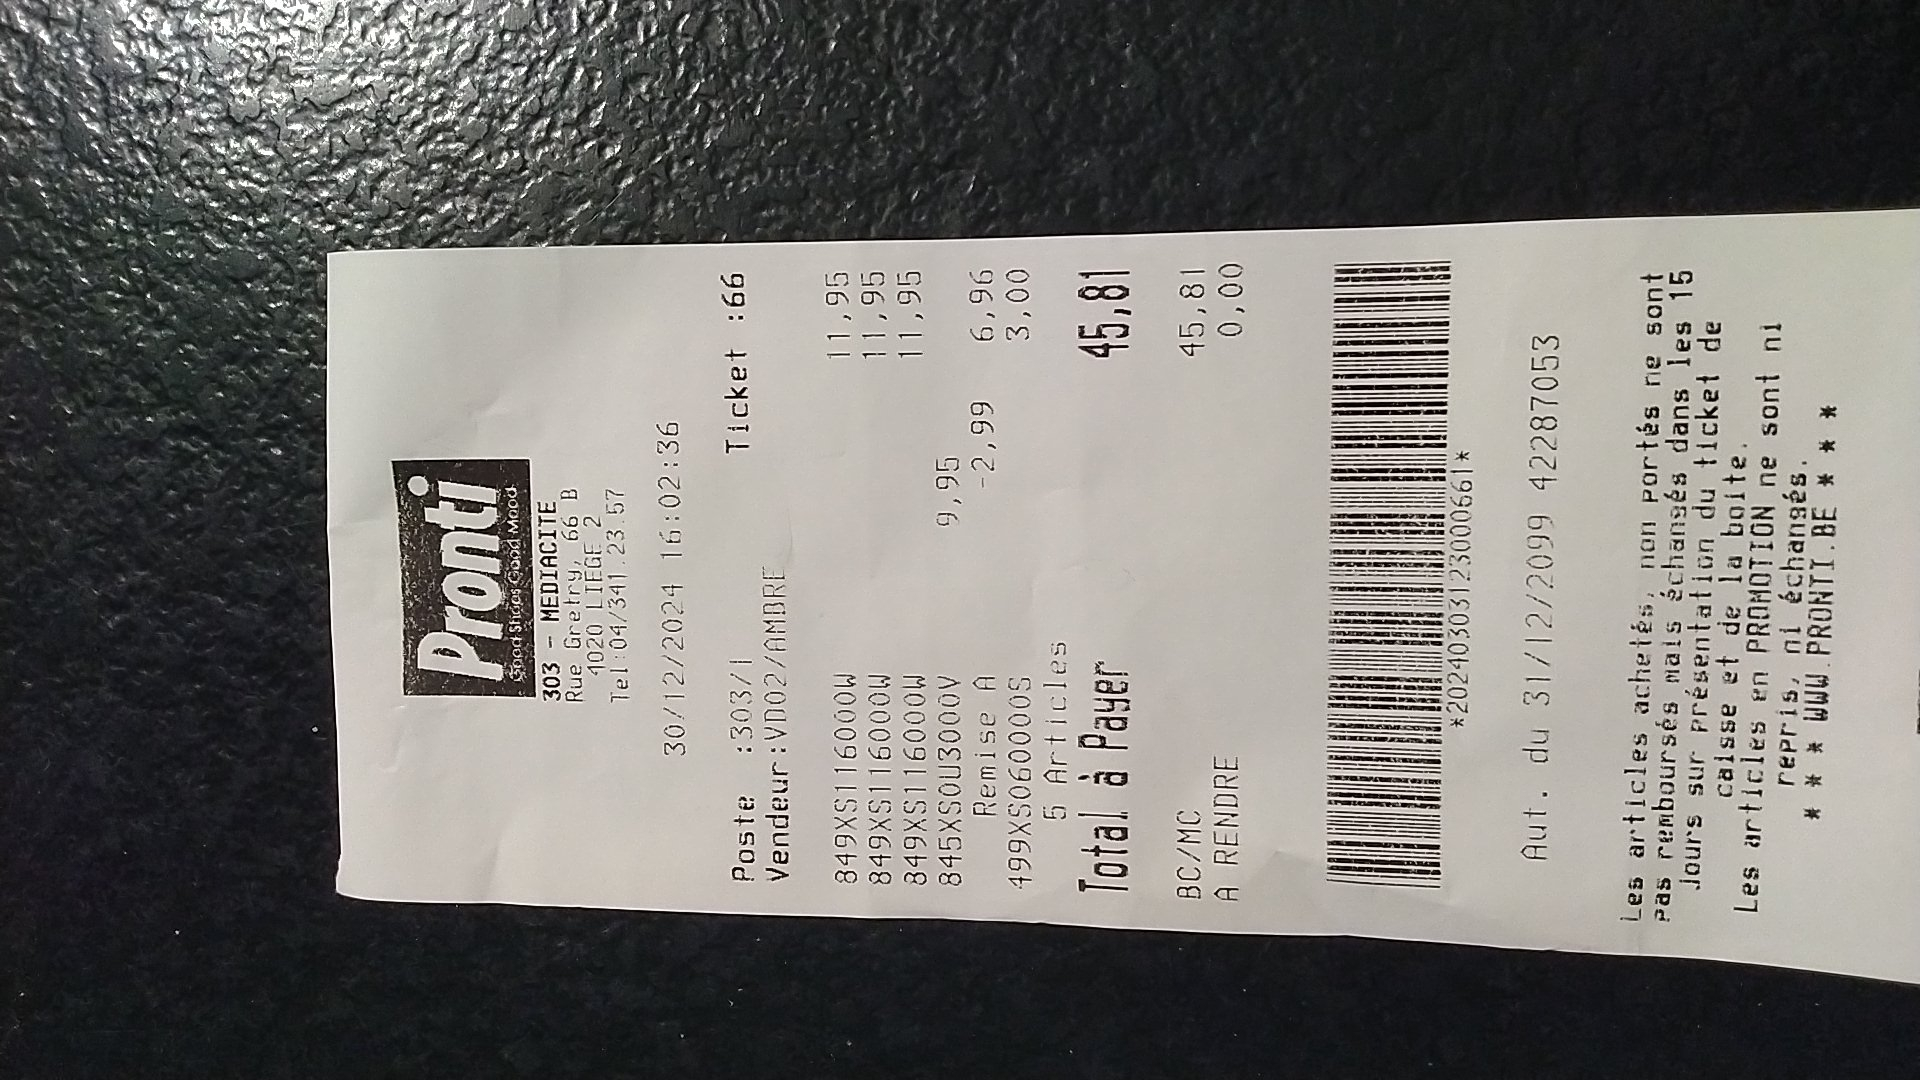 Pronti
Good Shoes Good Mood
303 - MEDIACITE
Rue Gretry, 66 B
4020 LIEGE 2
Tel:04/341.23.57
30/12/2024 16:02:36
Poste :303/1 Ticket :66
Vendeur:VD02/AMBRE
849XS116000W 11,95
849XS116000W 11,95
849XS116000W 11,95
845XS0U3000V 9,95
Remise A -2,99 6,96
499XS060000S 3,00
5 Articles
Total à Payer 45,81
BC/MC 45,81
A RENDRE 0,00
*20240303123000661*
Aut. du 31/12/2099 42287053
Les articles achetés, non portés ne sont
pas remboursés mais échangés dans les 15
jours sur présentation du ticket de
caisse et de la boite.
Les articles en PROMOTION ne sont ni
repris, ni échangés.
* * * WWW.PRONTI.BE * * *